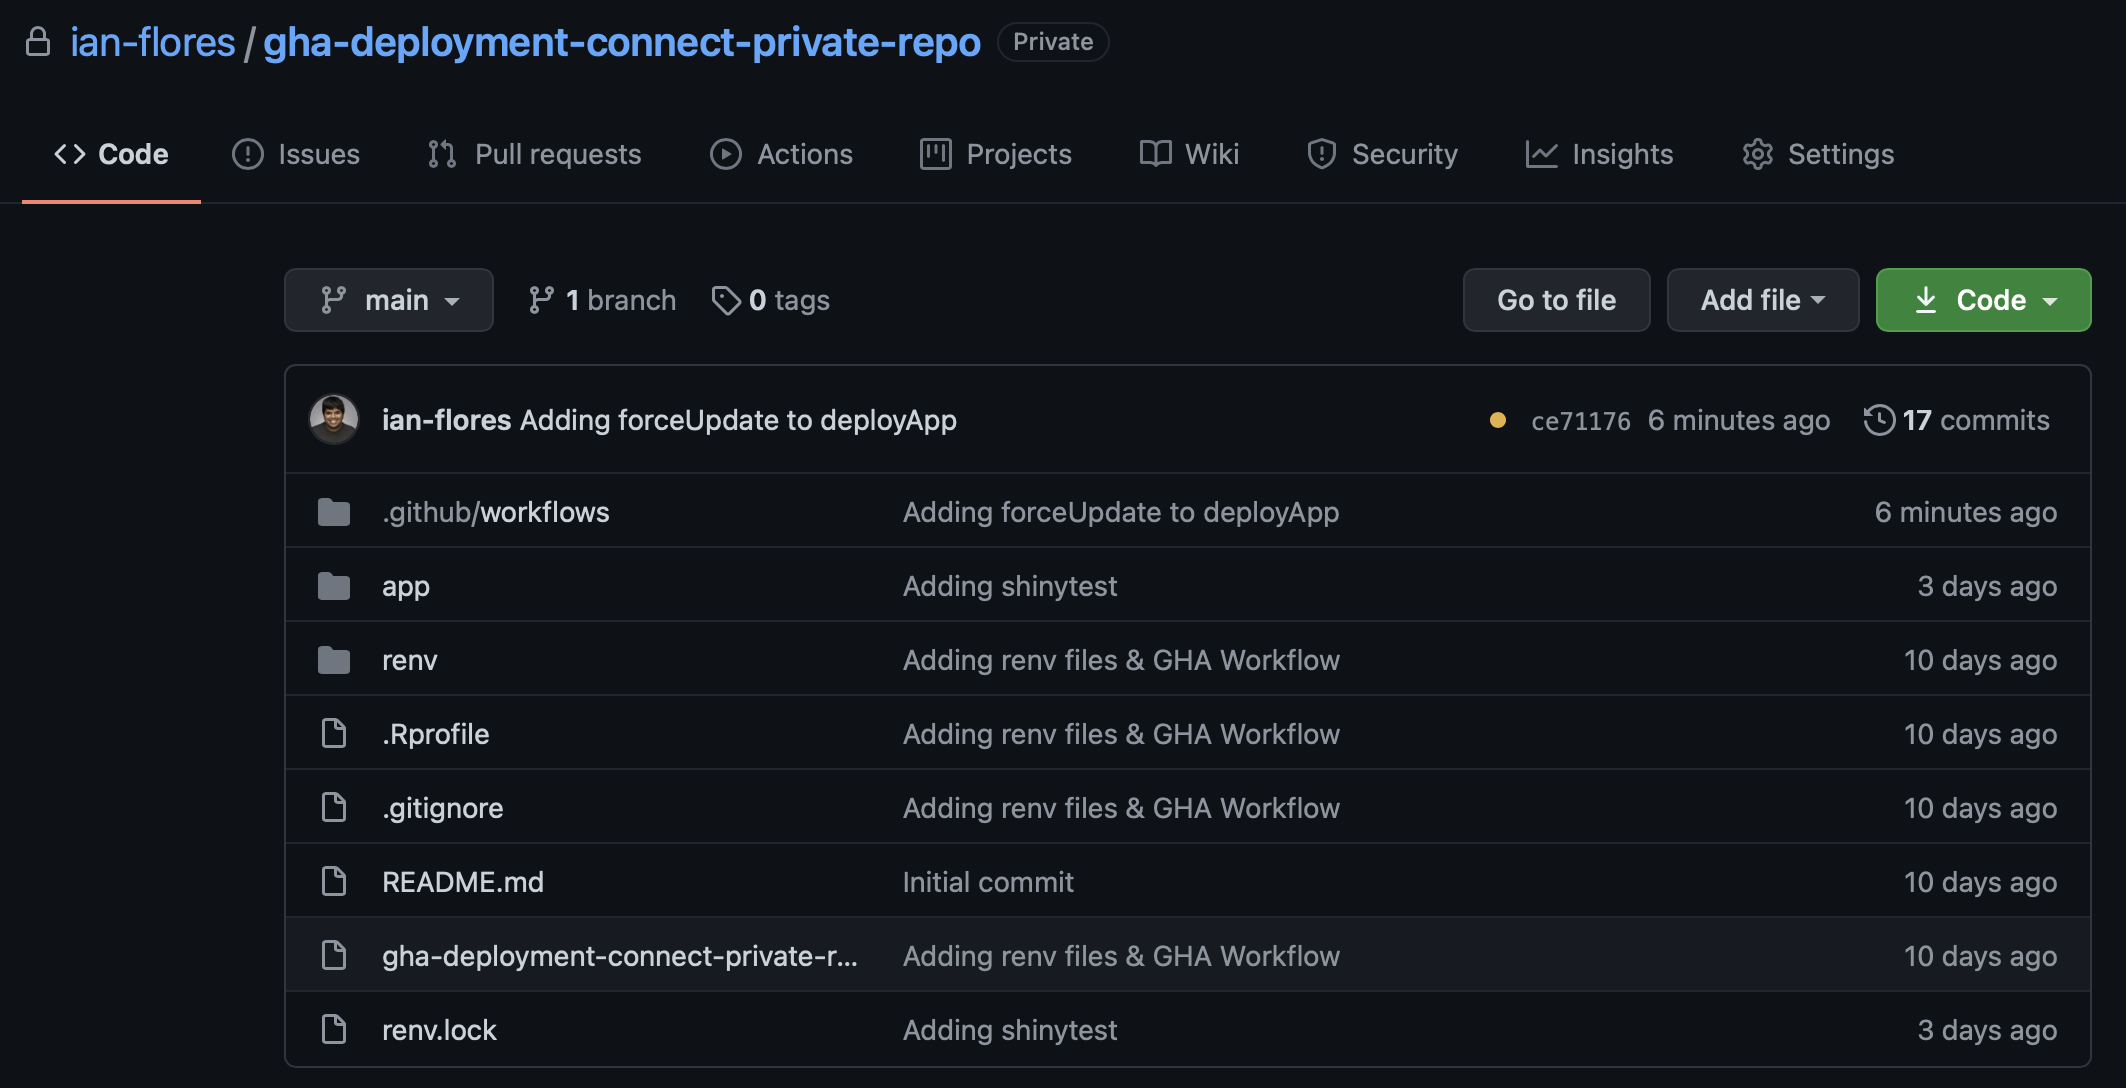 ian-flores / gha-deployment-connect-private-repo Private
Code Issues Pull requests Actions Projects Wiki Security Insights Settings
main 1 branch 0 tags Go to file Add file Code
ian-flores Adding forceUpdate to deployApp ce71176 6 minutes ago 17 commits
.github/workflows Adding forceUpdate to deployApp 6 minutes ago
app Adding shinytest 3 days ago
renv Adding renv files & GHA Workflow 10 days ago
.Rprofile Adding renv files & GHA Workflow 10 days ago
.gitignore Adding renv files & GHA Workflow 10 days ago
README.md Initial commit 10 days ago
gha-deployment-connect-private-r... Adding renv files & GHA Workflow 10 days ago
renv.lock Adding shinytest 3 days ago